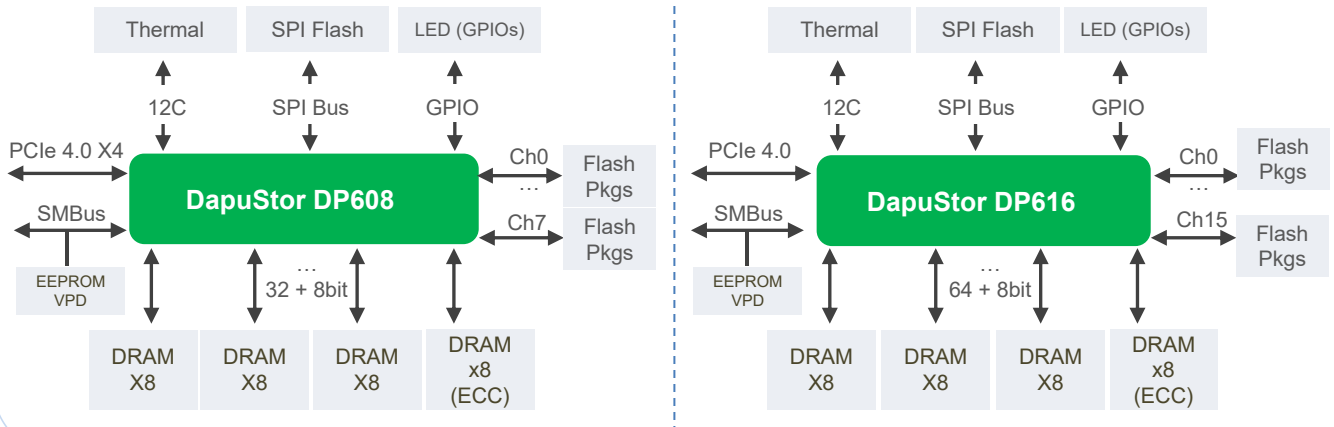 Thermal
SPI Flash
LED (GPIOs)
12C
SPI Bus
GPIO
PCIe 4.0 X4
SMBus
DapuStor DP608
Ch0
...
Ch7
Flash
Pkgs
Flash
Pkgs
EEPROM
VPD
...
32 + 8bit
DRAM
X8
DRAM
X8
DRAM
X8
DRAM
x8
(ECC)
Thermal
SPI Flash
LED (GPIOs)
12C
SPI Bus
GPIO
PCIe 4.0
SMBus
DapuStor DP616
Ch0
...
Ch15
Flash
Pkgs
Flash
Pkgs
EEPROM
VPD
...
64 + 8bit
DRAM
X8
DRAM
X8
DRAM
X8
DRAM
x8
(ECC)